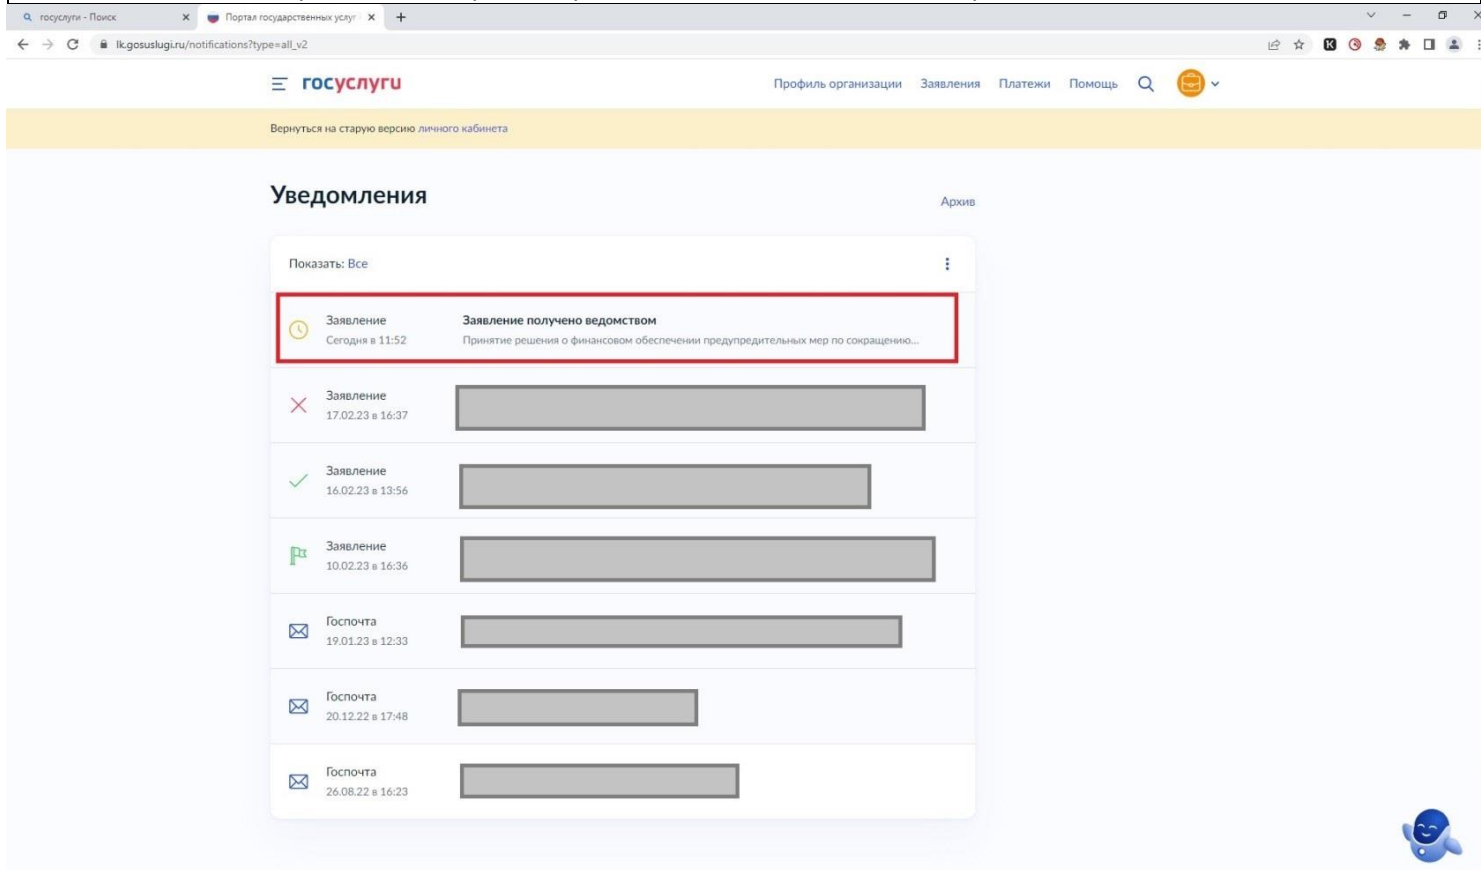 госуслуги - Поиск
Портал государственных услуг
lk.gosuslugi.ru/notifications?type=all_v2
госуслуги
Профиль организации Заявления Платежи Помощь
Вернуться на старую версию личного кабинета
Уведомления
Архив
Показать: Все
Заявление
Сегодня в 11:52
Заявление получено ведомством
Принятие решения о финансовом обеспечении предупредительных мер по сокращению...
Заявление
17.02.23 в 16:37
Заявление
16.02.23 в 13:56
Заявление
10.02.23 в 16:36
Госпочта
19.01.23 в 12:33
Госпочта
20.12.22 в 17:48
Госпочта
26.08.22 в 16:23